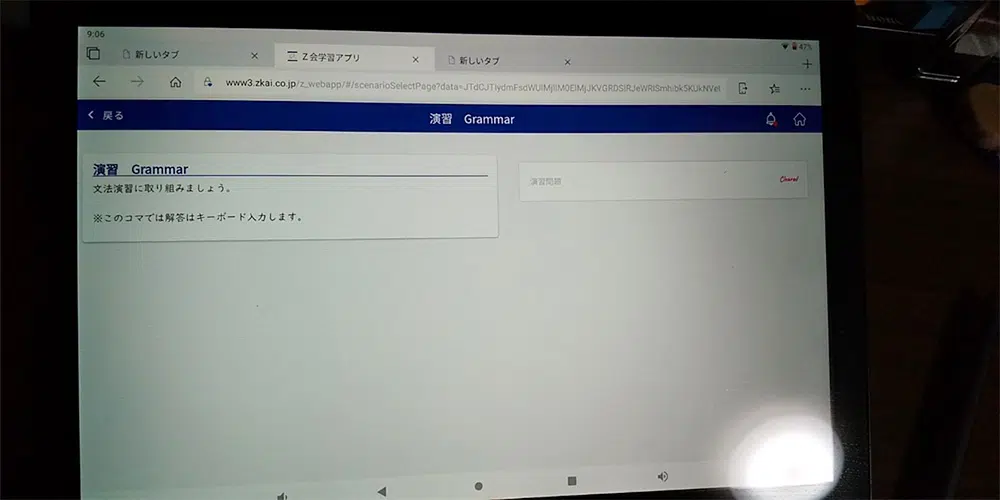 9:06
47%
新しいタブ
Z会学習アプリ
新しいタブ
www3.zkai.co.jp/z_webapp/#/scenarioSelectPage?data=
戻る
演習 Grammar
演習 Grammar
文法演習に取り組みましょう。
※このコマでは解答はキーボード入力します。
演習問題